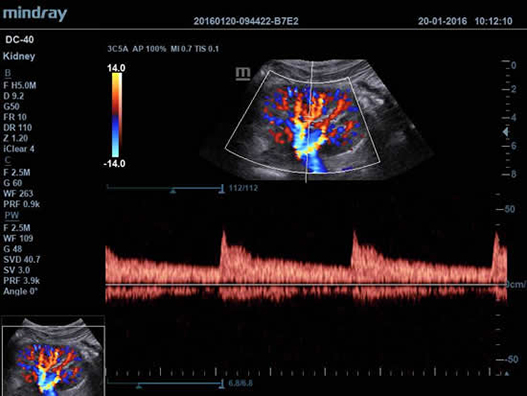 mindray
20160120-094422-B7E2
20-01-2016 10:12:10
DC-40
Kidney
3C5A AP 100% MI 0.7 TIS 0.1
m
B
F H5.0M
D 9.2
G50
FR 10
DR 110
Z 1.20
iClear 4
C
F 2.5M
G 60
WF 263
PRF 0.9k
PW
F 2.5M
WF 109
G 48
SVD 40.7
SV 3.0
PRF 3.9k
Angle 0°
14.0
-14.0
0
2
4
6
8
112/112
50
0cm/
-50
6.8/6.8